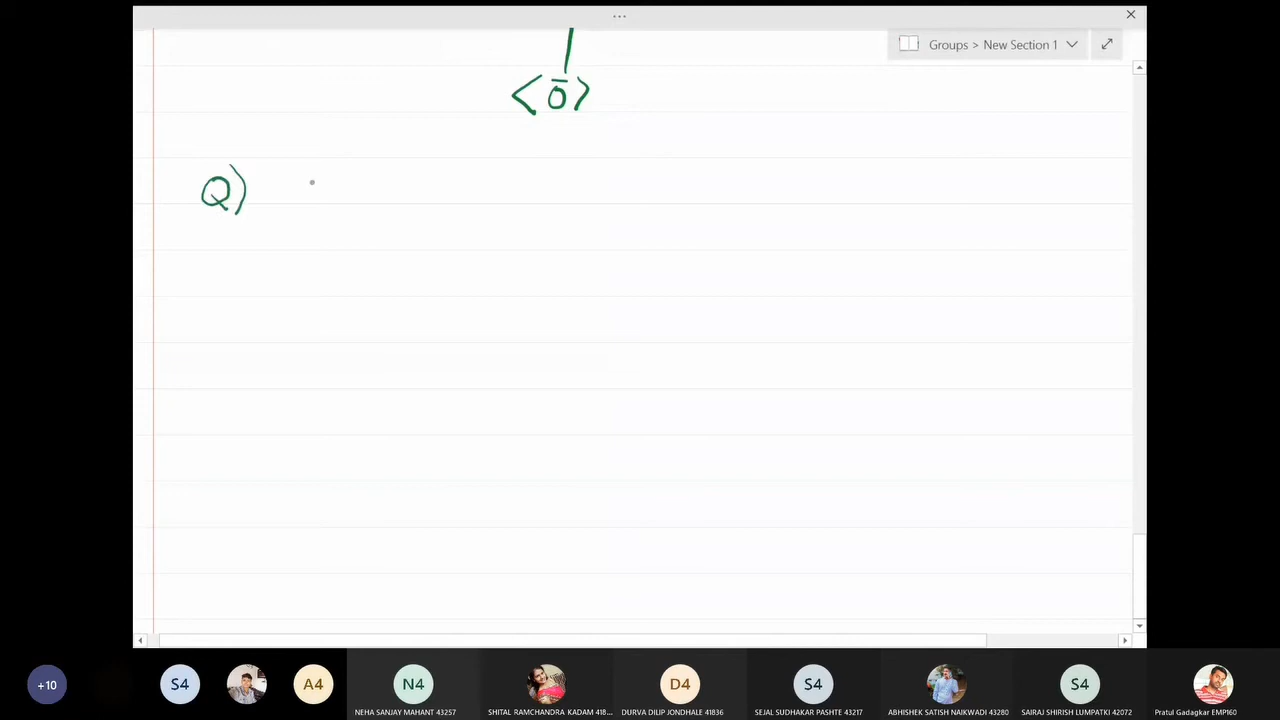 ...
Groups > New Section 1
<0̄>
Q)
+10 S4 A4 N4 D4 S4 S4
NEHA SANJAY MAHANT 43257 SHITAL RAMCHANDRA KADAM 418... DURVA DILIP JONDHALE 41836 SEJAL SUDHAKAR PASHTE 43217 ABHISHEK SATISH NAIKWADI 43280 SAIRAJ SHIRISH LUMPATKI 42072 Pratul Gadagkar EMP160